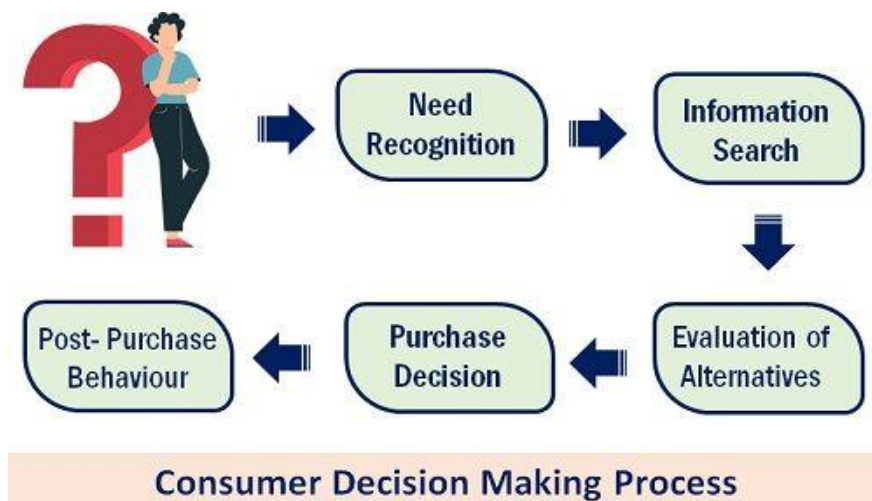 Need
Recognition
Information
Search
Evaluation of
Alternatives
Purchase
Decision
Post- Purchase
Behaviour
Consumer Decision Making Process